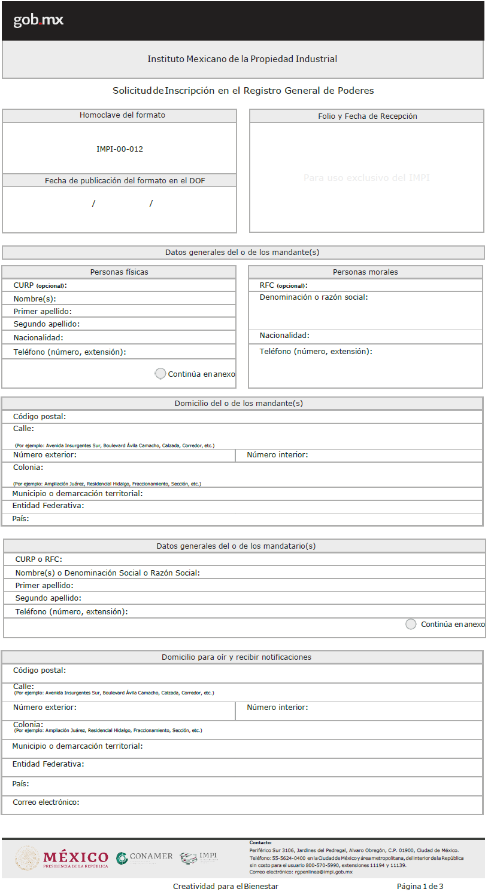 gob.mx
Instituto Mexicano de la Propiedad Industrial
Solicitud de Inscripción en el Registro General de Poderes
Homoclave del formato
IMPI-00-012
Fecha de publicación del formato en el DOF
/ /
Folio y Fecha de Recepción
Para uso exclusivo del IMPI
Datos generales del o de los mandante(s)
Personas físicas
CURP (opcional):
Nombre(s):
Primer apellido:
Segundo apellido:
Nacionalidad:
Teléfono (número, extensión):
Continúa en anexo
Personas morales
RFC (opcional):
Denominación o razón social:
Nacionalidad:
Teléfono (número, extensión):
Domicilio del o de los mandante(s)
Código postal:
Calle:
(Por ejemplo: Avenida Insurgentes Sur, Boulevard Ávila Camacho, Calzada, Corredor, etc.)
Número exterior: Número interior:
Colonia:
(Por ejemplo: Ampliación Juárez, Residencial Hidalgo, Fraccionamiento, Sección, etc.)
Municipio o demarcación territorial:
Entidad Federativa:
País:
Datos generales del o de los mandatario(s)
CURP o RFC:
Nombre(s) o Denominación Social o Razón Social:
Primer apellido:
Segundo apellido:
Teléfono (número, extensión):
Continúa en anexo
Domicilio para oír y recibir notificaciones
Código postal:
Calle:
(Por ejemplo: Avenida Insurgentes Sur, Boulevard Ávila Camacho, Calzada, Corredor, etc.)
Número exterior: Número interior:
Colonia:
(Por ejemplo: Ampliación Juárez, Residencial Hidalgo, Fraccionamiento, Sección, etc.)
Municipio o demarcación territorial:
Entidad Federativa:
País:
Correo electrónico:
MÉXICO
PRESIDENCIA DE LA REPÚBLICA
CONAMER
IMPI
Contacto:
Periférico Sur 3106, Jardines del Pedregal, Alvaro Obregón, C.P. 01900, Ciudad de México.
Teléfono: 55-5624-0400 en la Ciudad de México y área metropolitana, del interior de la República
sin costo para el usuario 800-570-5990, extensiones 11194 y 11139.
Correo electrónico: rgpenlinea@impi.gob.mx
Creatividad para el Bienestar
Página 1 de 3